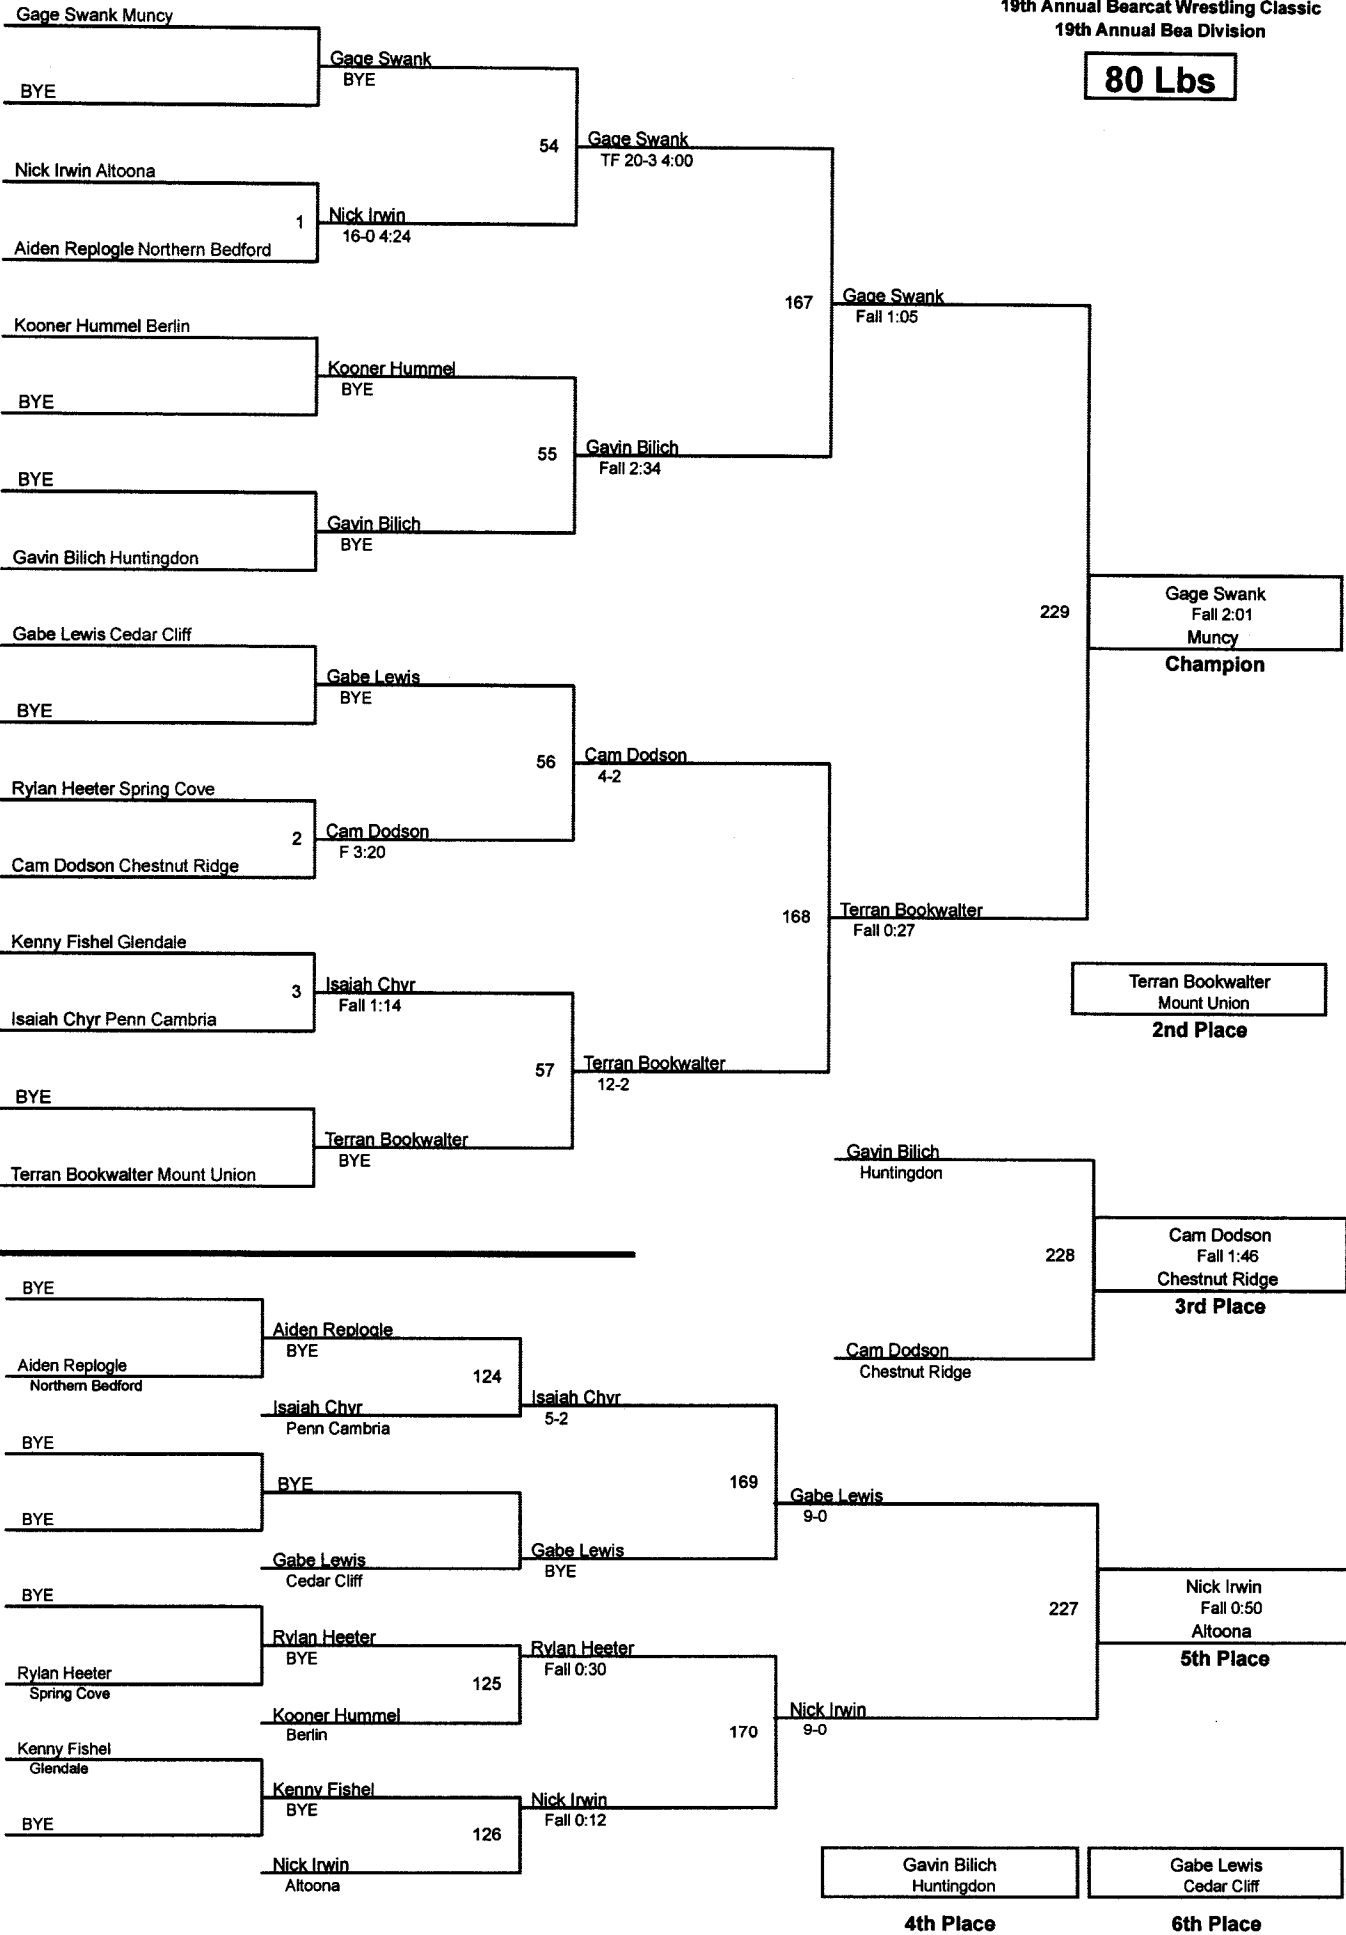 19th Annual Bearcat Wrestling Classic
19th Annual Bea Division
80 Lbs
Gage Swank Muncy
BYE
Gage Swank
BYE
Nick Irwin Altoona
1
Aiden Replogle Northern Bedford
Nick Irwin
16-0 4:24
54
Gage Swank
TF 20-3 4:00
Kooner Hummel Berlin
BYE
Kooner Hummel
BYE
BYE
Gavin Bilich Huntingdon
Gavin Bilich
BYE
55
Gavin Bilich
Fall 2:34
167
Gage Swank
Fall 1:05
Gabe Lewis Cedar Cliff
BYE
Gabe Lewis
BYE
Rylan Heeter Spring Cove
2
Cam Dodson Chestnut Ridge
Cam Dodson
F 3:20
56
Cam Dodson
4-2
Kenny Fishel Glendale
3
Isaiah Chyr Penn Cambria
Isaiah Chyr
Fall 1:14
BYE
Terran Bookwalter Mount Union
Terran Bookwalter
BYE
57
Terran Bookwalter
12-2
168
Terran Bookwalter
Fall 0:27
229
Gage Swank
Fall 2:01
Muncy
Champion
Terran Bookwalter
Mount Union
2nd Place
Gavin Bilich
Huntingdon
228
Cam Dodson
Chestnut Ridge
Cam Dodson
Fall 1:46
Chestnut Ridge
3rd Place
BYE
Aiden Replogle
Northern Bedford
Aiden Replogle
BYE
124
Isaiah Chyr
Penn Cambria
Isaiah Chyr
5-2
BYE
BYE
BYE
Gabe Lewis
Cedar Cliff
Gabe Lewis
BYE
169
Gabe Lewis
9-0
BYE
Rylan Heeter
Spring Cove
Rylan Heeter
BYE
125
Kooner Hummel
Berlin
Rylan Heeter
Fall 0:30
Kenny Fishel
Glendale
BYE
Kenny Fishel
BYE
126
Nick Irwin
Altoona
Nick Irwin
Fall 0:12
170
Nick Irwin
9-0
227
Nick Irwin
Fall 0:50
Altoona
5th Place
Gavin Bilich
Huntingdon
4th Place
Gabe Lewis
Cedar Cliff
6th Place